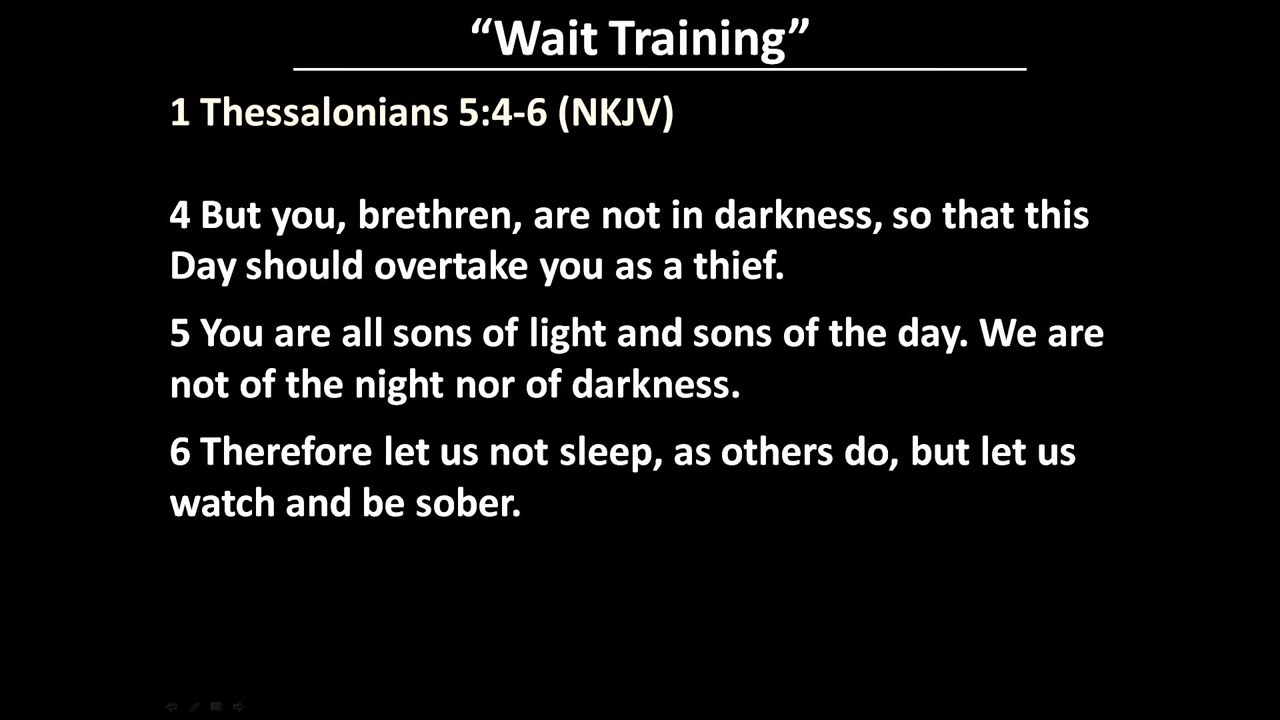 “Wait Training”
1 Thessalonians 5:4-6 (NKJV)
4 But you, brethren, are not in darkness, so that this
Day should overtake you as a thief.
5 You are all sons of light and sons of the day. We are
not of the night nor of darkness.
6 Therefore let us not sleep, as others do, but let us
watch and be sober.